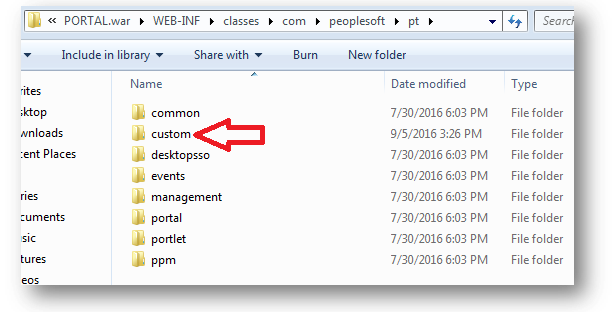 « PORTAL.war ▸ WEB-INF ▸ classes ▸ com ▸ peoplesoft ▸ pt ▸ Search
Include in library Share with Burn New folder
Name Date modified Type
rites
sktop
ownloads
cent Places
ries
cuments
sic
tures
eos
common 7/30/2016 6:03 PM File folder
custom 9/5/2016 3:26 PM File folder
desktopsso 7/30/2016 6:03 PM File folder
events 7/30/2016 6:03 PM File folder
management 7/30/2016 6:03 PM File folder
portal 7/30/2016 6:03 PM File folder
portlet 7/30/2016 6:03 PM File folder
ppm 7/30/2016 6:03 PM File folder